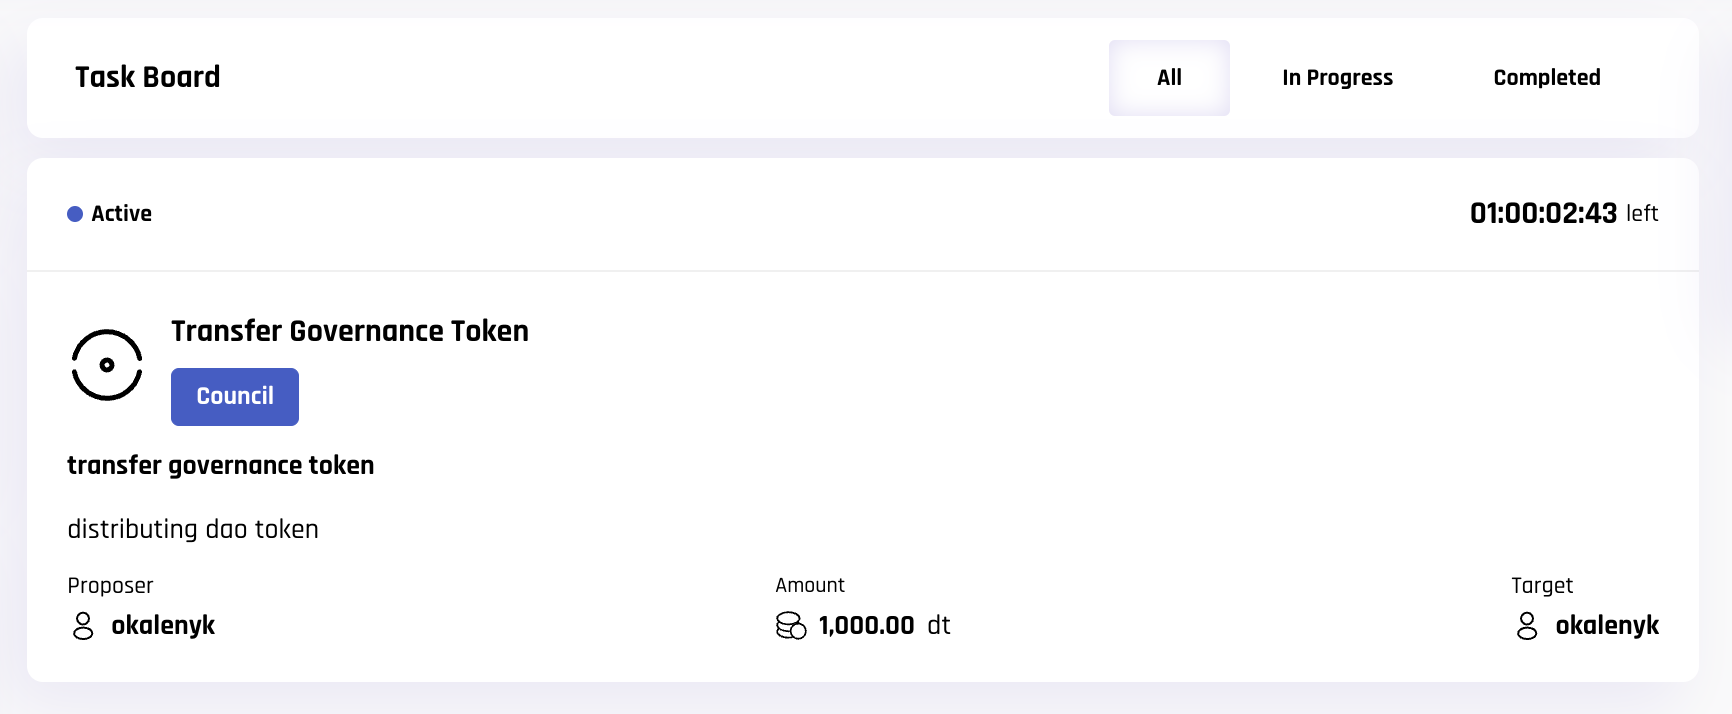 Task Board
All
In Progress
Completed
Active
01:00:02:43 left
Transfer Governance Token
Council
transfer governance token
distributing dao token
Proposer
okalenyk
Amount
1,000.00 dt
Target
okalenyk